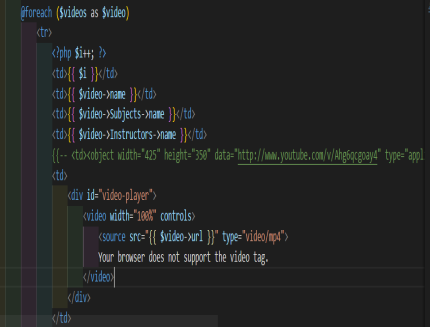 @foreach ($videos as $video)
<tr>
<?php $i++; ?>
<td>{{ $i }}</td>
<td>{{ $video->name }}</td>
<td>{{ $video->Subjects->name }}</td>
<td>{{ $video->Instructors->name }}</td>
{{-- <td><object width="425" height="350" data="http://www.youtube.com/v/Ahg6qcgoay4" type="appl
<td>
<div id="video-player">
<video width="100%" controls>
<source src="{{ $video->url }}" type="video/mp4">
Your browser does not support the video tag.
</video>
</div>
</td>